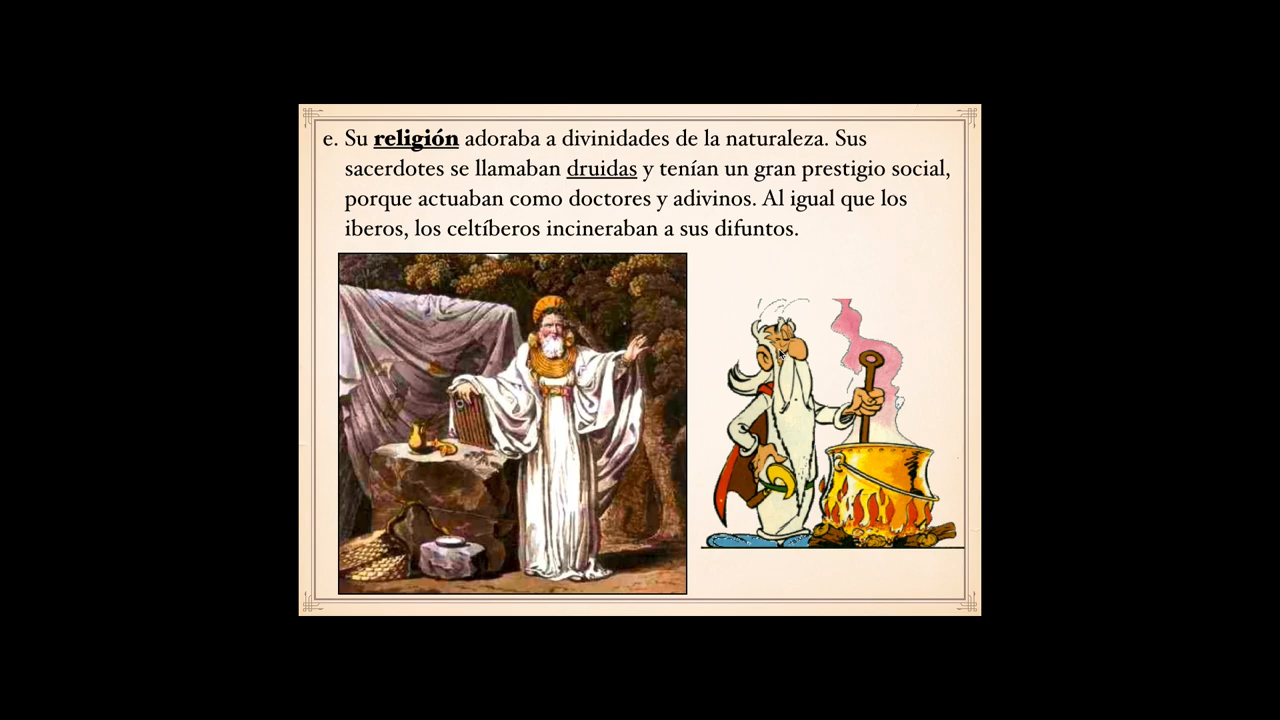 e. Su religión adoraba a divinidades de la naturaleza. Sus
sacerdotes se llamaban druidas y tenían un gran prestigio social,
porque actuaban como doctores y adivinos. Al igual que los
iberos, los celtíberos incineraban a sus difuntos.